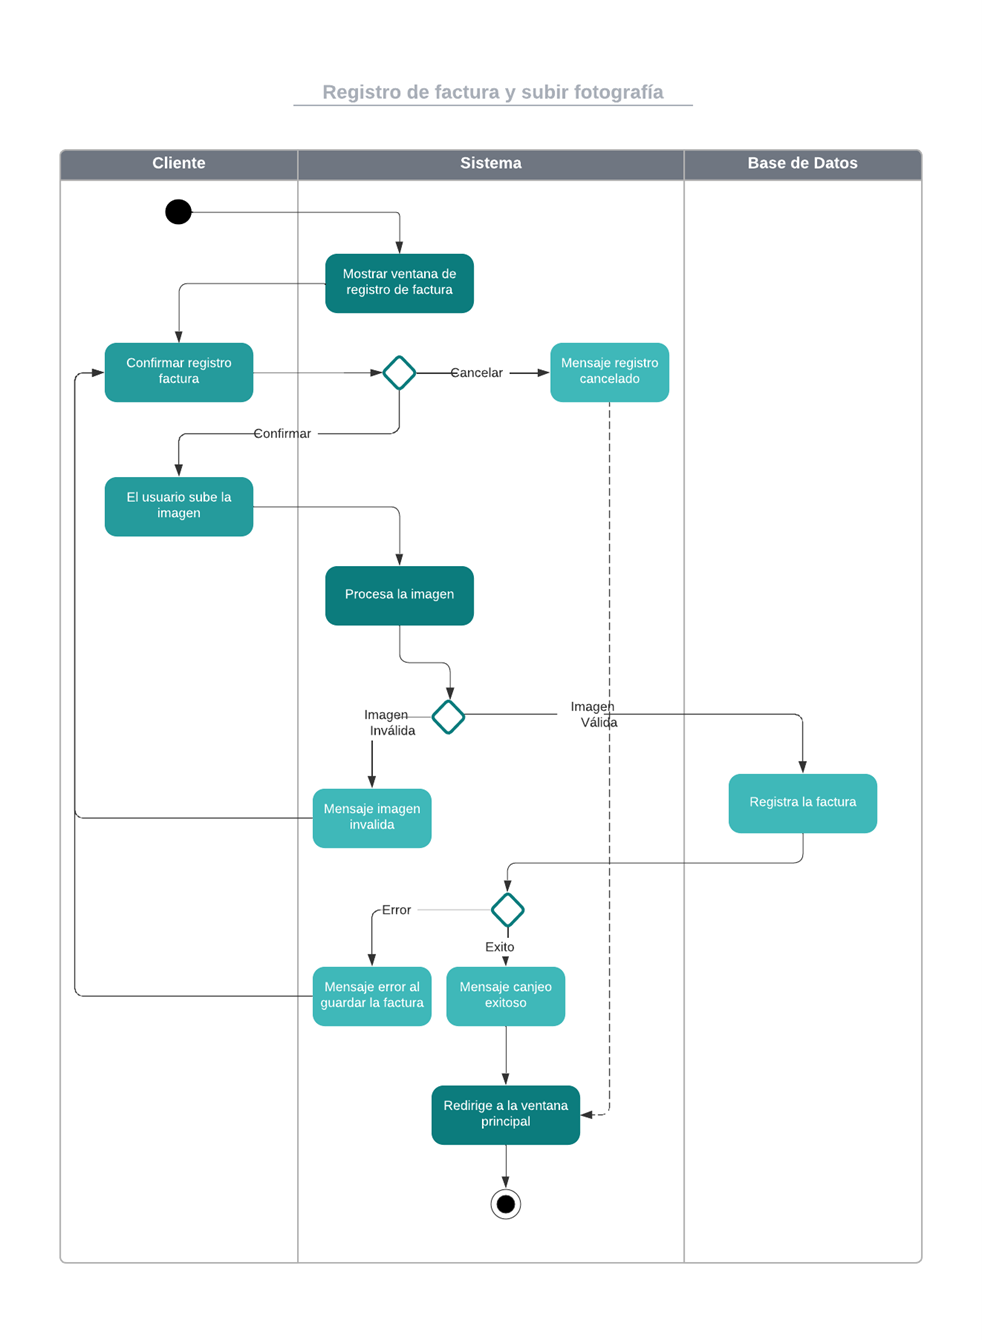 Registro de factura y subir fotografía
Cliente
Sistema
Base de Datos
Mostrar ventana de
registro de factura
Confirmar registro
factura
Cancelar
Mensaje registro
cancelado
Confirmar
El usuario sube la
imagen
Procesa la imagen
Imagen
Inválida
Imagen
Válida
Mensaje imagen
invalida
Registra la factura
Error
Exito
Mensaje error al
guardar la factura
Mensaje canjeo
exitoso
Redirige a la ventana
principal